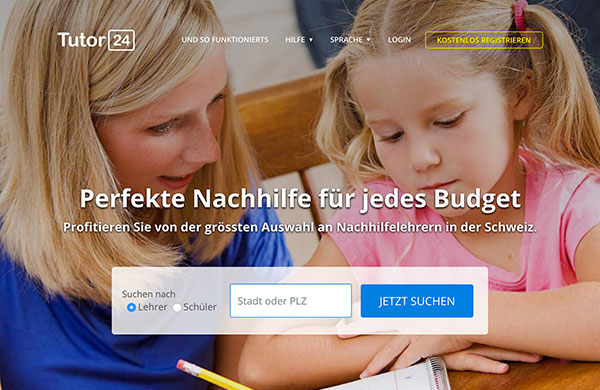 Tutor 24
UND SO FUNKTIONIERTS HILFE SPRACHE LOGIN KOSTENLOS REGISTRIEREN
Perfekte Nachhilfe für jedes Budget
Profitieren Sie von der grössten Auswahl an Nachhilfelehrern in der Schweiz.
Suchen nach
Lehrer Schüler
Stadt oder PLZ
JETZT SUCHEN